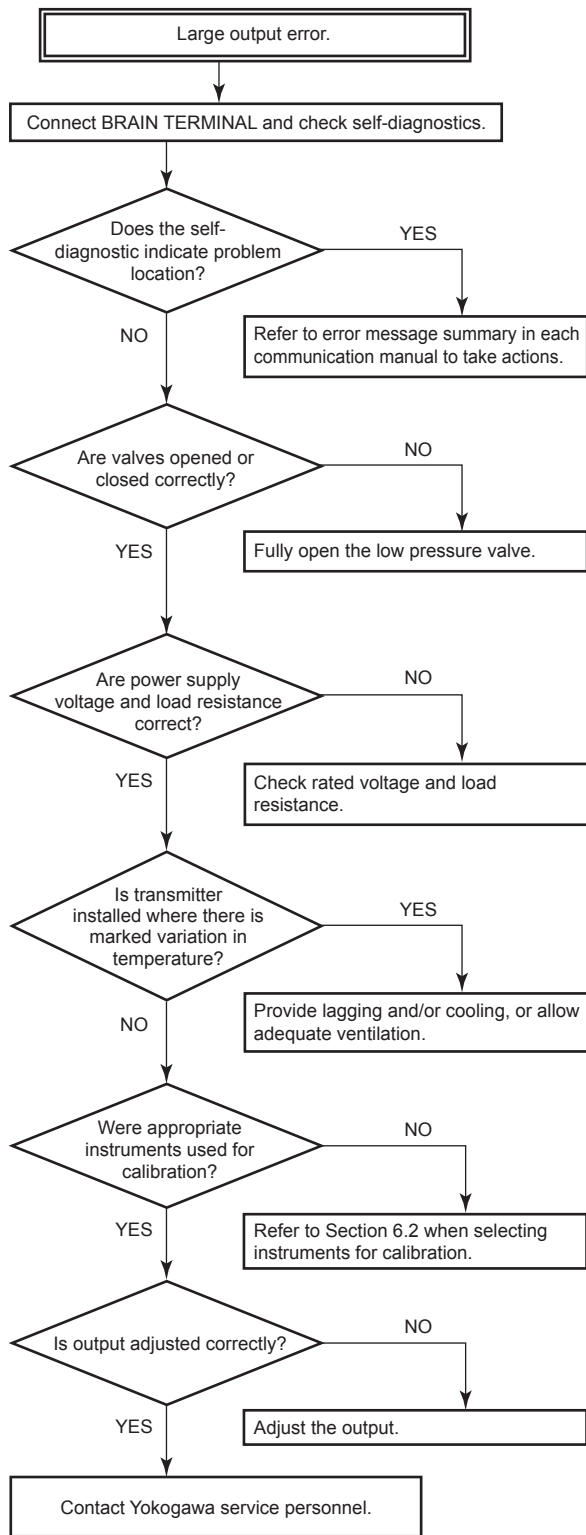 Large output error.
Connect BRAIN TERMINAL and check self-diagnostics.
Does the self-
diagnostic indicate problem
location?
YES
NO
Refer to error message summary in each
communication manual to take actions.
Are valves opened or
closed correctly?
NO
YES
Fully open the low pressure valve.
Are power supply
voltage and load resistance
correct?
NO
YES
Check rated voltage and load
resistance.
Is transmitter
installed where there is
marked variation in
temperature?
YES
NO
Provide lagging and/or cooling, or allow
adequate ventilation.
Were appropriate
instruments used for
calibration?
NO
YES
Refer to Section 6.2 when selecting
instruments for calibration.
Is output adjusted correctly?
NO
YES
Adjust the output.
Contact Yokogawa service personnel.